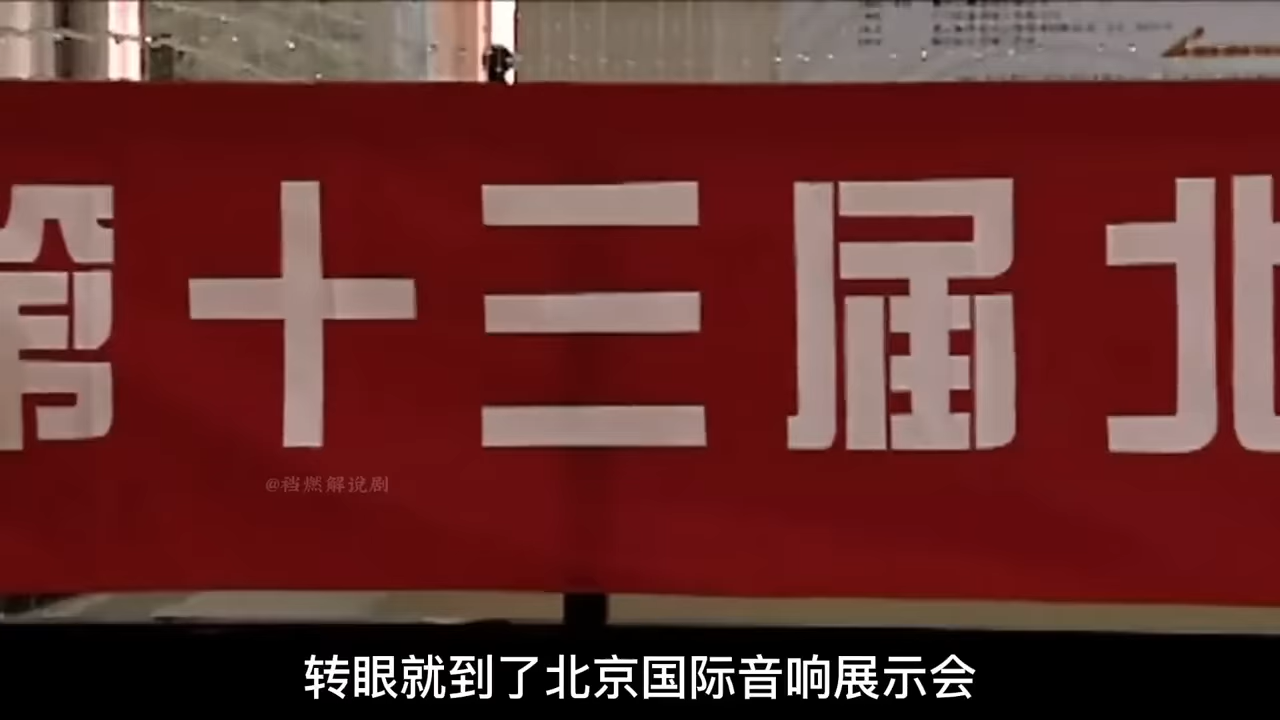 第十三届北
@裆燃解说剧
转眼就到了北京国际音响展示会